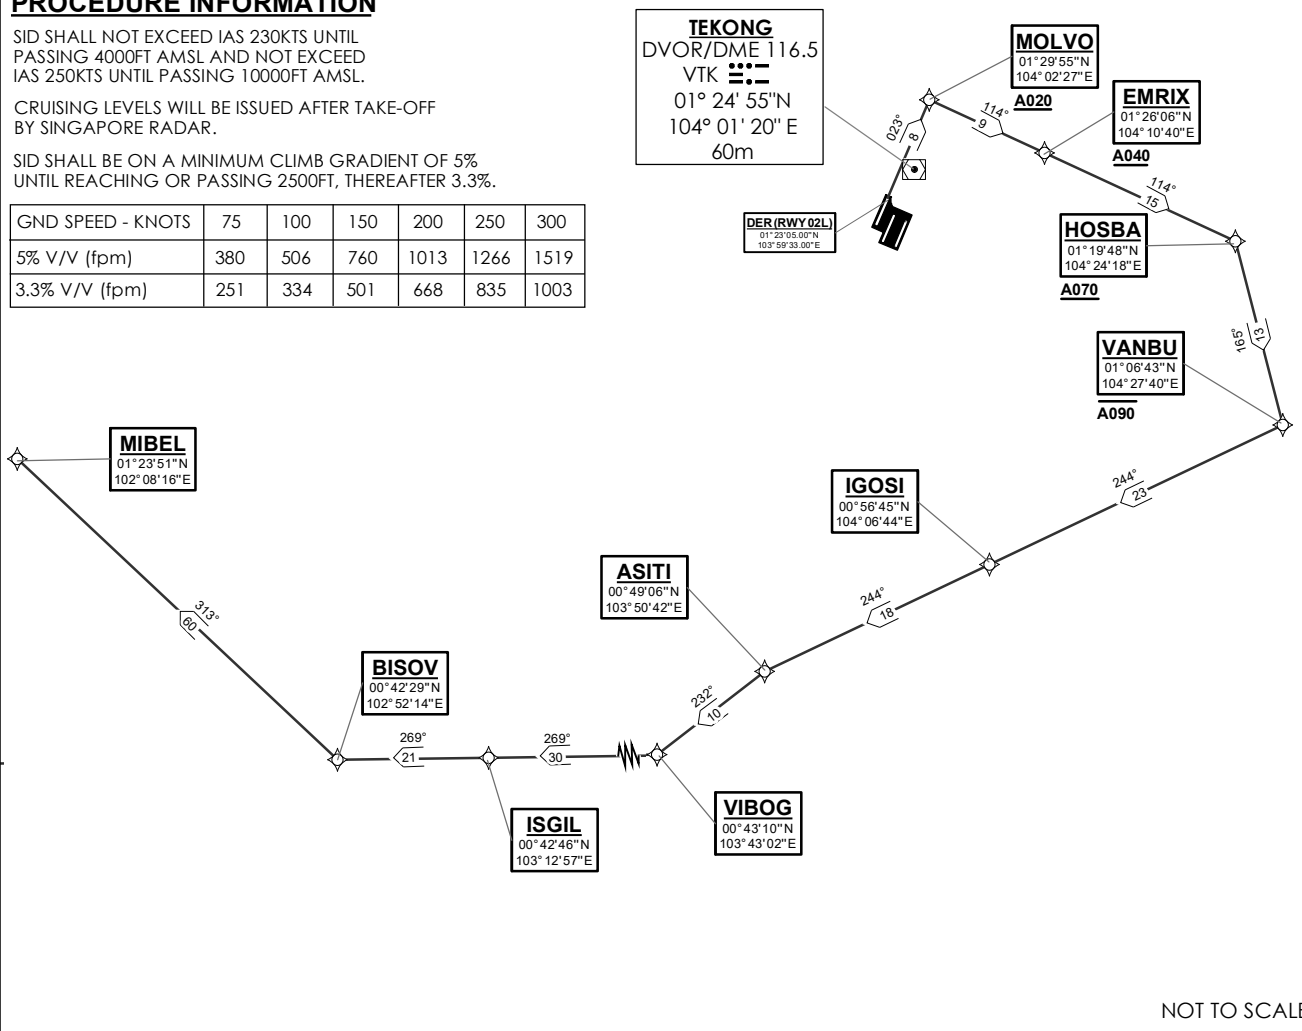 PROCEDURE INFORMATION
SID SHALL NOT EXCEED IAS 230KTS UNTIL
PASSING 4000FT AMSL AND NOT EXCEED
IAS 250KTS UNTIL PASSING 10000FT AMSL.
CRUISING LEVELS WILL BE ISSUED AFTER TAKE-OFF
BY SINGAPORE RADAR.
SID SHALL BE ON A MINIMUM CLIMB GRADIENT OF 5%
UNTIL REACHING OR PASSING 2500FT, THEREAFTER 3.3%.
GND SPEED - KNOTS 75 100 150 200 250 300
5% V/V (fpm) 380 506 760 1013 1266 1519
3.3% V/V (fpm) 251 334 501 668 835 1003
TEKONG
DVOR/DME 116.5
VTK
01° 24' 55"N
104° 01' 20" E
60m
MOLVO
01°29'55"N
104°02'27"E
A020
EMRIX
01°26'06"N
104°10'40"E
A040
023°
8
114°
9
114°
15
DER (RWY 02L)
01°23'05.00"N
103°59'33.00"E
HOSBA
01°19'48"N
104°24'18"E
A070
165°
13
VANBU
01°06'43"N
104°27'40"E
A090
MIBEL
01°23'51"N
102°08'16"E
IGOSI
00°56'45"N
104°06'44"E
244°
23
ASITI
00°49'06"N
103°50'42"E
244°
18
313°
60
BISOV
00°42'29"N
102°52'14"E
232°
10
269°
21
269°
30
ISGIL
00°42'46"N
103°12'57"E
VIBOG
00°43'10"N
103°43'02"E
NOT TO SCALE